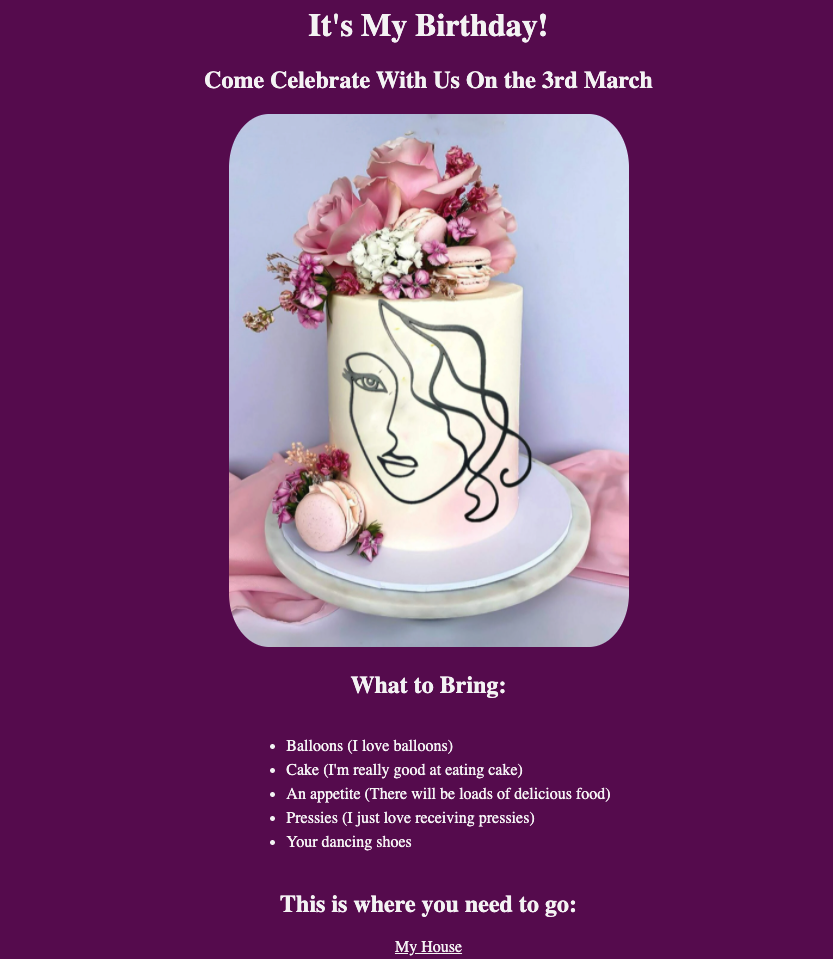 It's My Birthday!
Come Celebrate With Us On the 3rd March
What to Bring:
Balloons (I love balloons)
Cake (I'm really good at eating cake)
An appetite (There will be loads of delicious food)
Pressies (I just love receiving pressies)
Your dancing shoes
This is where you need to go:
My House